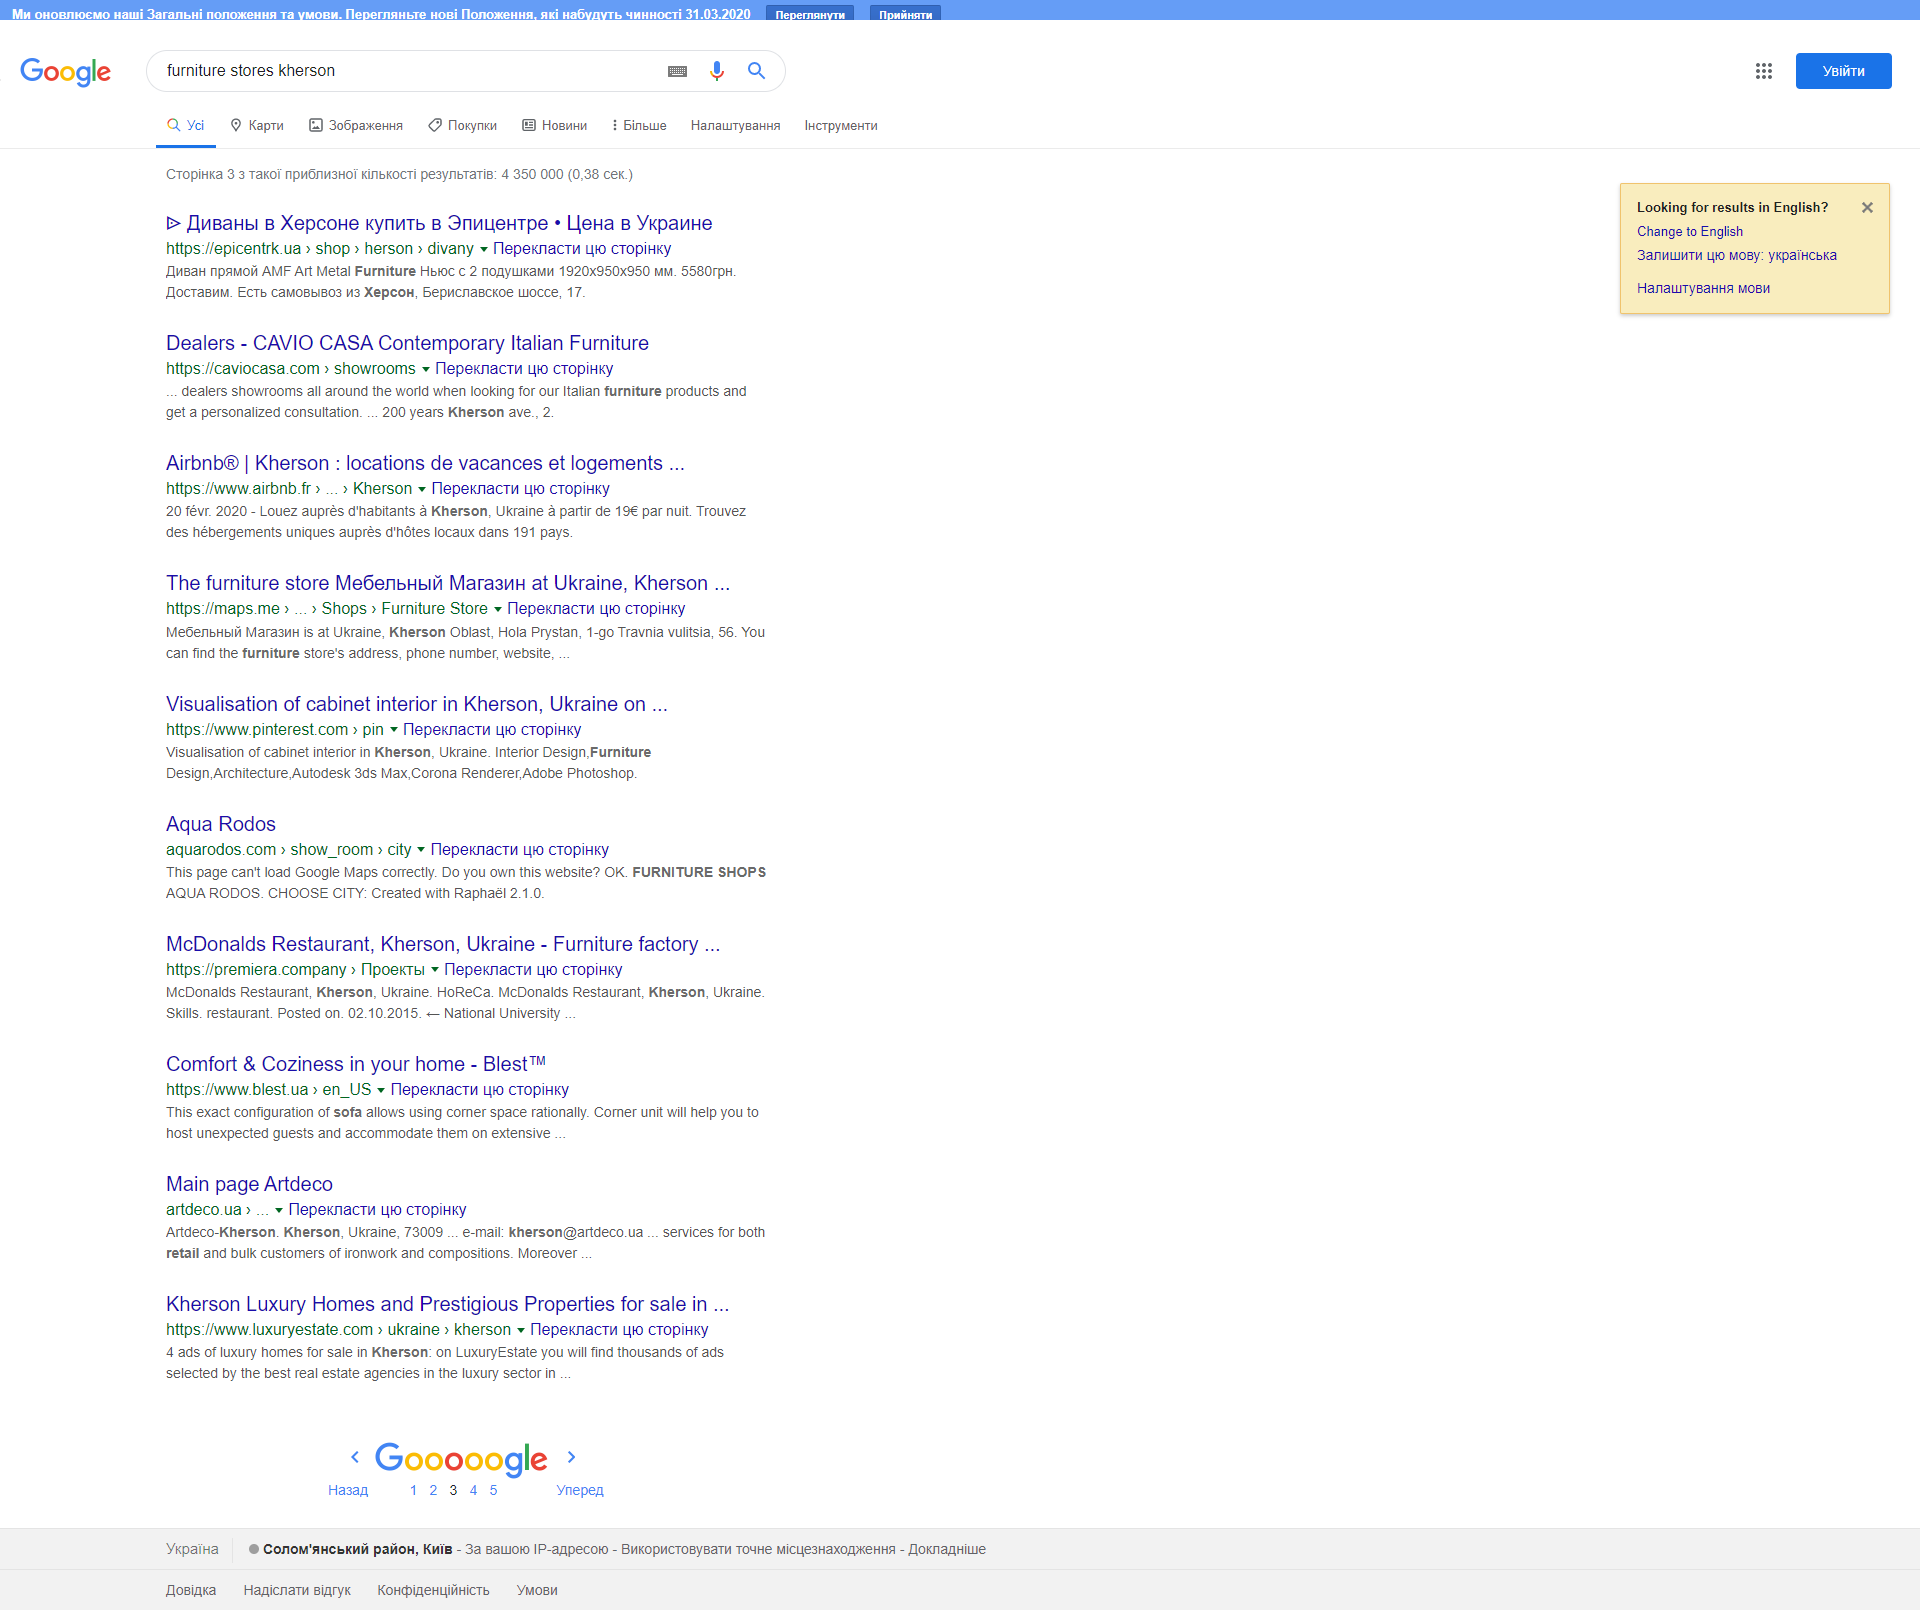 Ми оновлюємо наші Загальні положення та умови. Перегляньте нові Положення, які набудуть чинності 31.03.2020 Переглянути Прийняти
Google furniture stores kherson Увійти
Усі Карти Зображення Покупки Новини Більше Налаштування Інструменти
Сторінка 3 з такої приблизної кількості результатів: 4 350 000 (0,38 сек.)
Looking for results in English?
Change to English
Залишити цю мову: українська
Налаштування мови
ᐉ Диваны в Херсоне купить в Эпицентре • Цена в Украине
https://epicentrk.ua › shop › herson › divany Перекласти цю сторінку
Диван прямой AMF Art Metal Furniture Ньюс с 2 подушками 1920x950x950 мм. 5580грн.
Доставим. Есть самовывоз из Херсон, Бериславское шоссе, 17.
Dealers - CAVIO CASA Contemporary Italian Furniture
https://caviocasa.com › showrooms Перекласти цю сторінку
... dealers showrooms all around the world when looking for our Italian furniture products and
get a personalized consultation. ... 200 years Kherson ave., 2.
Airbnb® | Kherson : locations de vacances et logements ...
https://www.airbnb.fr › ... › Kherson Перекласти цю сторінку
20 févr. 2020 - Louez auprès d'habitants à Kherson, Ukraine à partir de 19€ par nuit. Trouvez
des hébergements uniques auprès d'hôtes locaux dans 191 pays.
The furniture store Мебельный Магазин at Ukraine, Kherson ...
https://maps.me › ... › Shops › Furniture Store Перекласти цю сторінку
Мебельный Магазин is at Ukraine, Kherson Oblast, Hola Prystan, 1-go Travnia vulitsia, 56. You
can find the furniture store's address, phone number, website, ...
Visualisation of cabinet interior in Kherson, Ukraine on ...
https://www.pinterest.com › pin Перекласти цю сторінку
Visualisation of cabinet interior in Kherson, Ukraine. Interior Design,Furniture
Design,Architecture,Autodesk 3ds Max,Corona Renderer,Adobe Photoshop.
Aqua Rodos
aquarodos.com › show_room › city Перекласти цю сторінку
This page can't load Google Maps correctly. Do you own this website? OK. FURNITURE SHOPS
AQUA RODOS. CHOOSE CITY: Created with Raphaël 2.1.0.
McDonalds Restaurant, Kherson, Ukraine - Furniture factory ...
https://premiera.company › Проекты Перекласти цю сторінку
McDonalds Restaurant, Kherson, Ukraine. HoReCa. McDonalds Restaurant, Kherson, Ukraine.
Skills. restaurant. Posted on. 02.10.2015. ← National University ...
Comfort & Coziness in your home - Blest™
https://www.blest.ua › en_US Перекласти цю сторінку
This exact configuration of sofa allows using corner space rationally. Corner unit will help you to
host unexpected guests and accommodate them on extensive ...
Main page Artdeco
artdeco.ua › ... Перекласти цю сторінку
Artdeco-Kherson. Kherson, Ukraine, 73009 ... e-mail: kherson@artdeco.ua ... services for both
retail and bulk customers of ironwork and compositions. Moreover ...
Kherson Luxury Homes and Prestigious Properties for sale in ...
https://www.luxuryestate.com › ukraine › kherson Перекласти цю сторінку
4 ads of luxury homes for sale in Kherson: on LuxuryEstate you will find thousands of ads
selected by the best real estate agencies in the luxury sector in ...
Gooooogle
Назад 1 2 3 4 5 Уперед
Україна Солом'янський район, Київ - За вашою IP-адресою - Використовувати точне місцезнаходження - Докладніше
Довідка Надіслати відгук Конфіденційність Умови